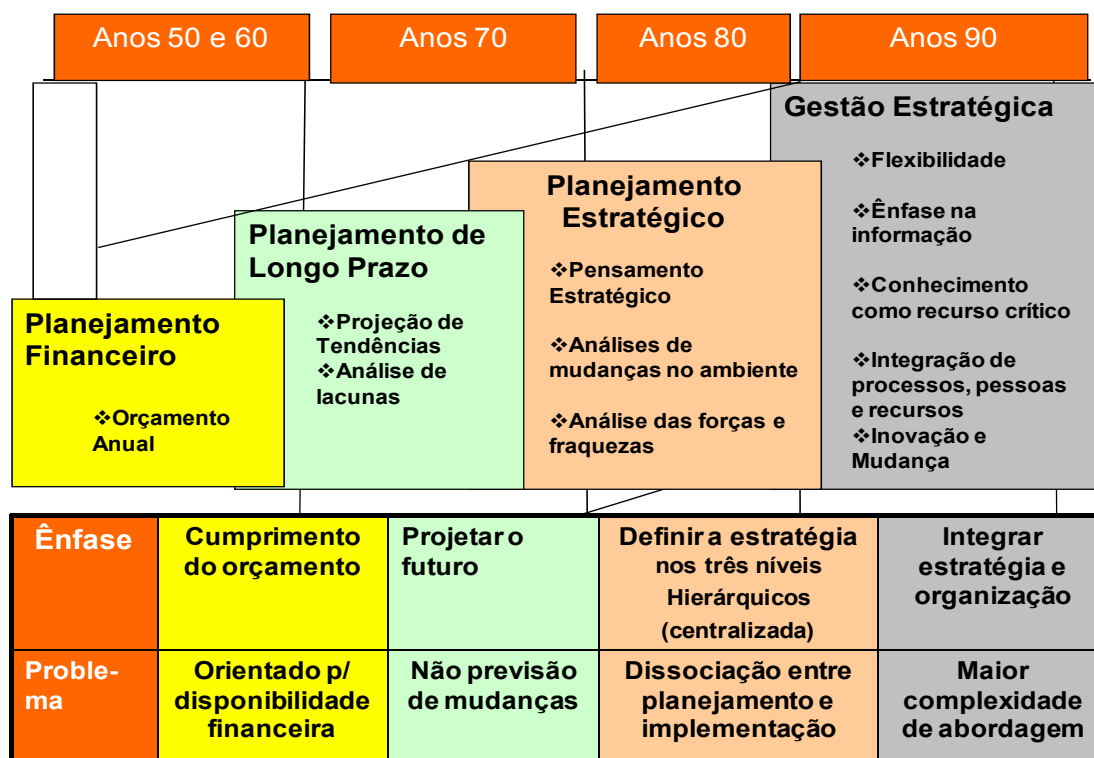 Anos 50 e 60
Anos 70
Anos 80
Anos 90
Planejamento
Financeiro
❖Orçamento
Anual
Planejamento de
Longo Prazo
❖Projeção de
Tendências
❖Análise de
lacunas
Planejamento
Estratégico
❖Pensamento
Estratégico
❖Análises de
mudanças no ambiente
❖Análise das forças e
fraquezas
Gestão Estratégica
❖Flexibilidade
❖Ênfase na
informação
❖Conhecimento
como recurso crítico
❖Integração de
processos, pessoas
e recursos
❖Inovação e
Mudança
Ênfase
Cumprimento
do orçamento
Projetar o
futuro
Definir a estratégia
nos três níveis
Hierárquicos
(centralizada)
Integrar
estratégia e
organização
Proble-
ma
Orientado p/
disponibilidade
financeira
Não previsão
de mudanças
Dissociação entre
planejamento e
implementação
Maior
complexidade
de abordagem